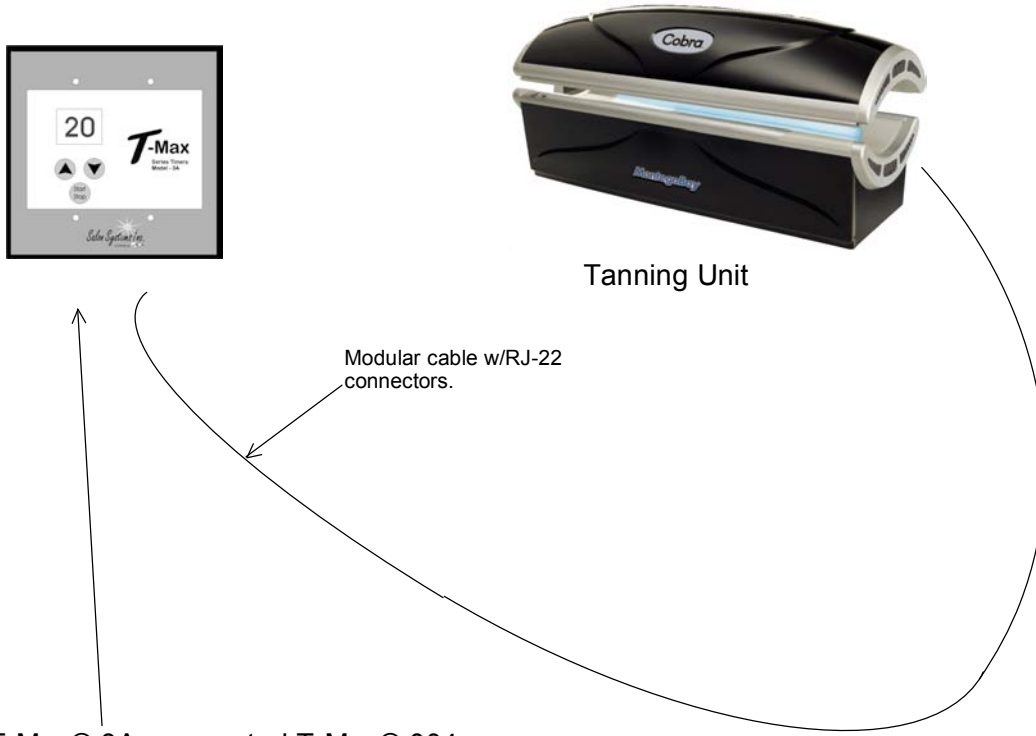 20
T-Max
Series Timers
Model - 3A
Start
Stop
Salon Systems Inc.
Cobra
MontegoBay
Tanning Unit
Modular cable w/RJ-22
connectors.